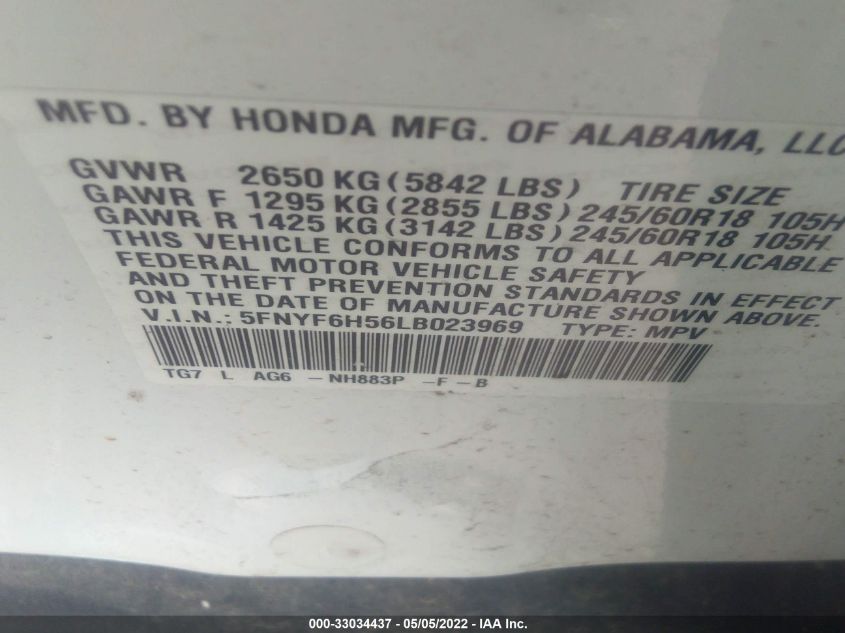 MFD. BY HONDA MFG. OF ALABAMA, LLC
GVWR 2650 KG (5842 LBS) TIRE SIZE
GAWR F 1295 KG (2855 LBS) 245/60R18 105H
GAWR R 1425 KG (3142 LBS) 245/60R18 105H
THIS VEHICLE CONFORMS TO ALL APPLICABLE
FEDERAL MOTOR VEHICLE SAFETY
AND THEFT PREVENTION STANDARDS IN EFFECT
ON THE DATE OF MANUFACTURE SHOWN ABOVE.
V.I.N.: 5FNYF6H56LB023969 TYPE: MPV
TG7 L AG6 -NH883P -F-B
000-33034437 - 05/05/2022 - IAA Inc.